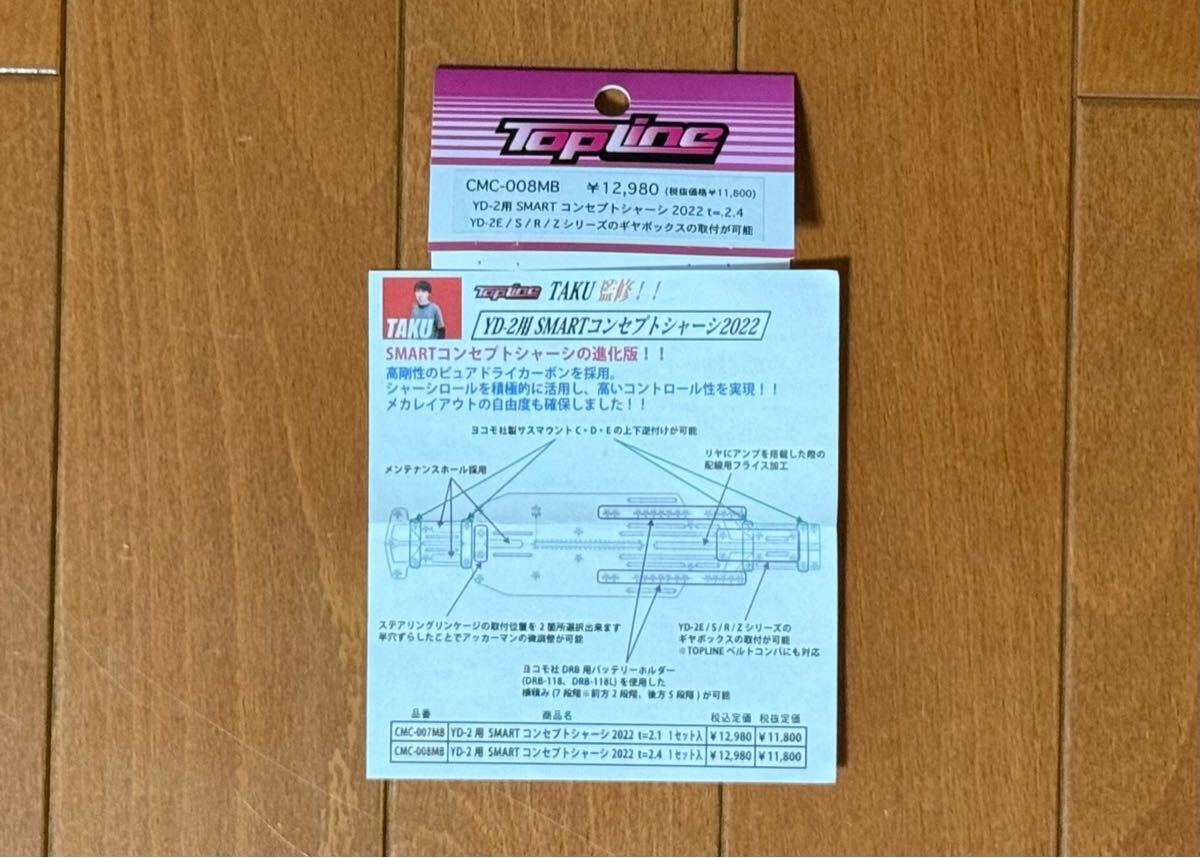 TopLine
CMC-008MB ￥12,980 (税抜価格￥11,800)
YD-2用 SMART コンセプトシャーシ 2022 t=.2.4
YD-2E / S / R / Z シリーズのギヤボックスの取付が可能
TAKU
TopLine TAKU 監修！！
YD-2用 SMARTコンセプトシャーシ2022
SMARTコンセプトシャーシの進化版！！
高剛性のピュアドライカーボンを採用。
シャーシロールを積極的に活用し、高いコントロール性を実現！！
メカレイアウトの自由度も確保しました！！
ヨコモ社製サスマウント C・D・E の上下逆付けが可能
リヤにアンプを搭載した際の
配線用フライス加工
メンテナンスホール採用
ステアリングリンケージの取付位置を 2 箇所選択出来ます
半穴ずらしたことでアッカーマンの微調整が可能
YD-2E / S / R / Z シリーズの
ギヤボックスの取付が可能
※TOPLINE ベルトコンバにも対応
ヨコモ社 DRB 用バッテリーホルダー
(DRB-118、DRB-118L) を使用した
横積み (7 段階※前方 2 段階、後方 5 段階) が可能
品番 商品名 税込定価 税抜定価
CMC-007MB YD-2 用 SMART コンセプトシャーシ 2022 t=2.1 1セット入 ￥12,980 ￥11,800
CMC-008MB YD-2 用 SMART コンセプトシャーシ 2022 t=2.4 1セット入 ￥12,980 ￥11,800